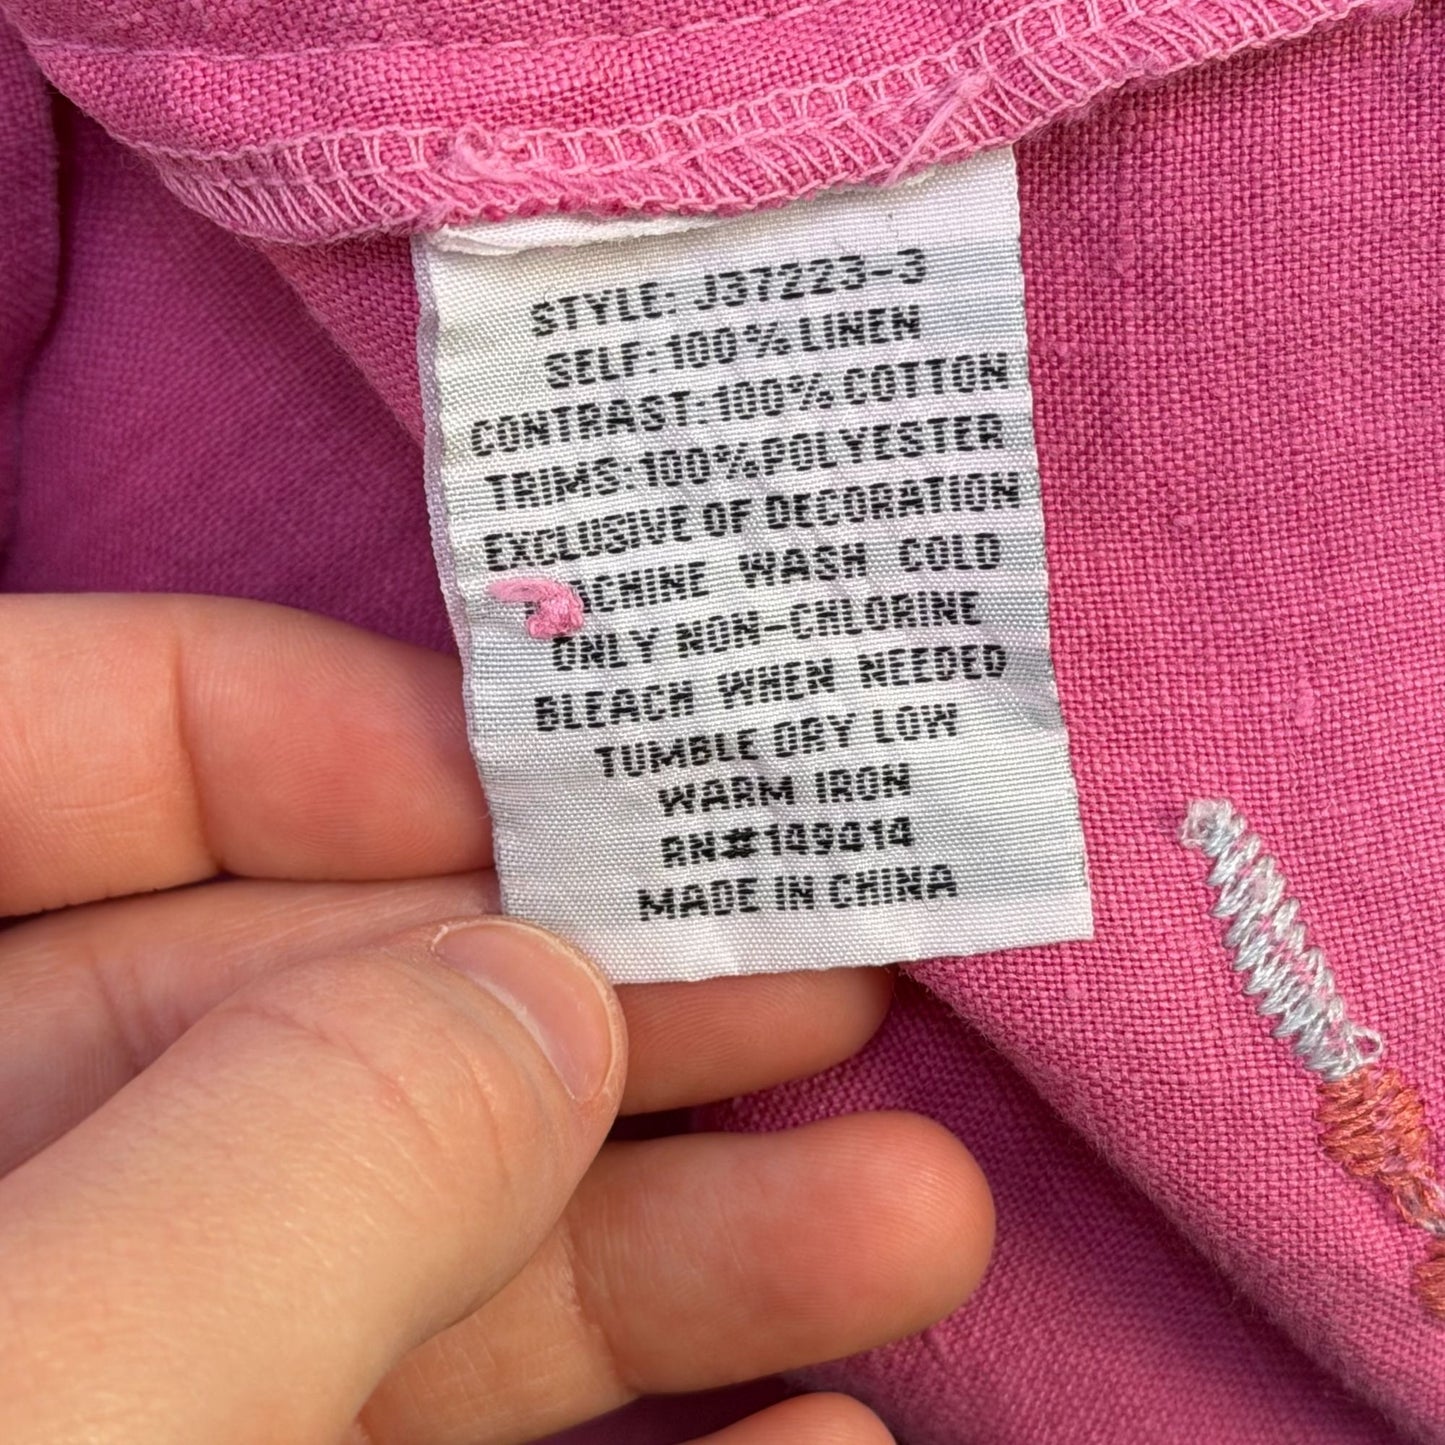 STYLE: J37223-3
SELF:100%LINEN
CONTRAST:100%COTTON
TRIMS:100%POLYESTER
EXCLUSIVE OF DECORATION
MACHINE WASH COLD
ONLY NON-CHLORINE
BLEACH WHEN NEEDED
TUMBLE DRY LOW
WARM IRON
RN#149414
MADE IN CHINA